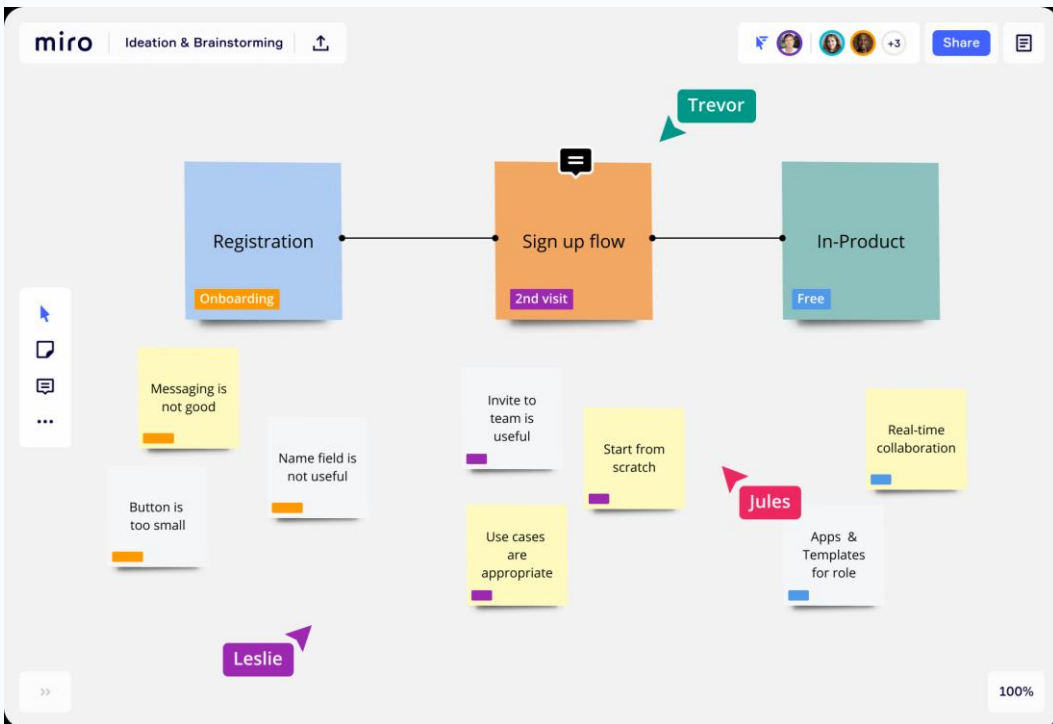 miro
Ideation & Brainstorming
+3
Share
Trevor
Registration
Onboarding
Sign up flow
2nd visit
In-Product
Free
Messaging is
not good
Name field is
not useful
Button is
too small
Invite to
team is
useful
Start from
scratch
Use cases
are
appropriate
Real-time
collaboration
Jules
Apps & 
Templates
for role
Leslie
100%